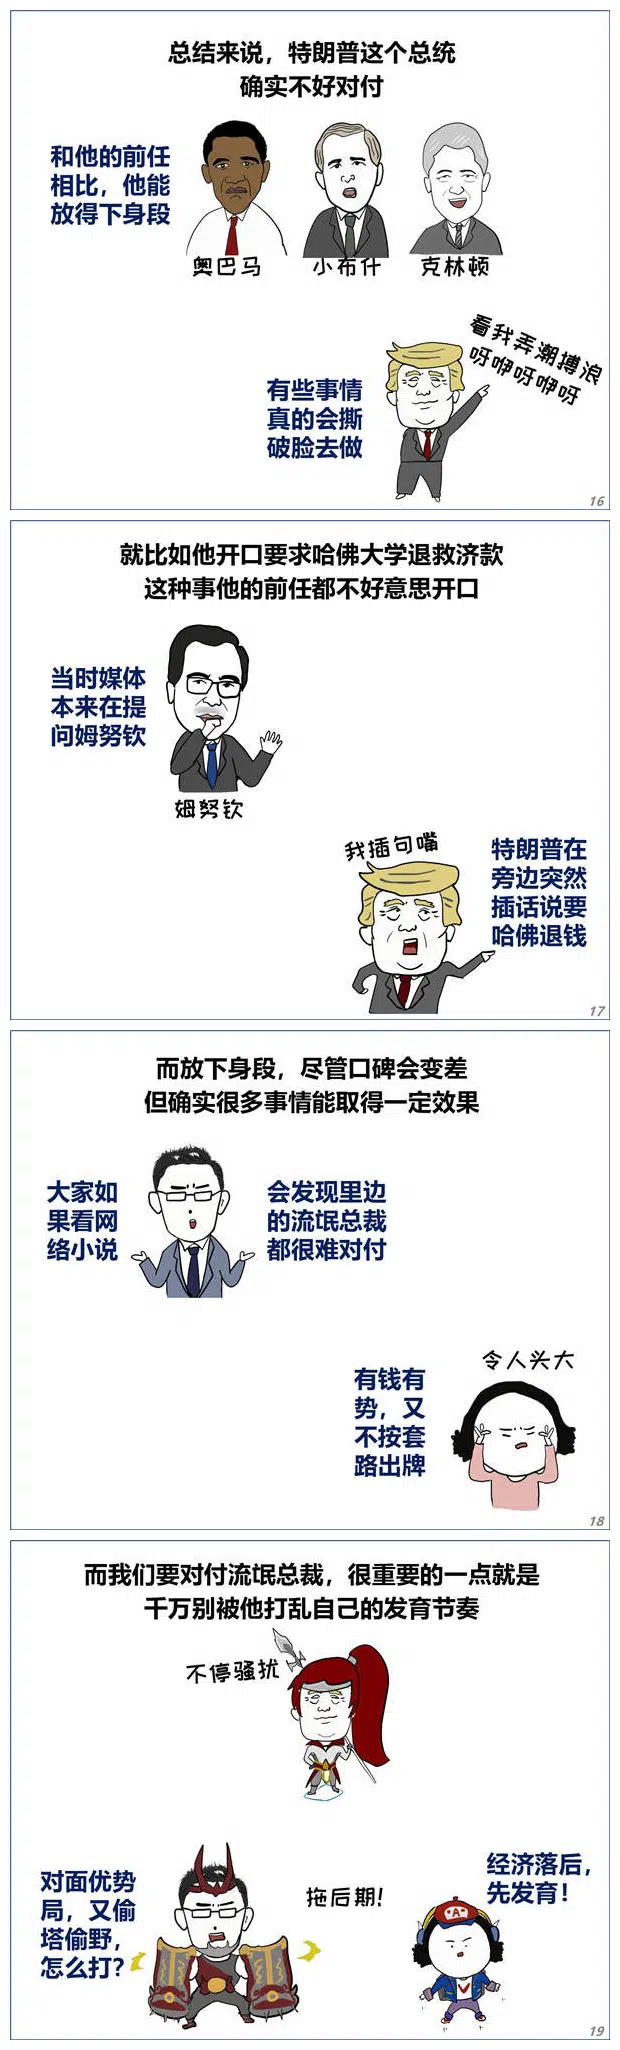 总结来说，特朗普这个总统
确实不好对付
和他的前任
相比，他能
放得下身段
奥巴马
小布什
克林顿
看我弄潮搏浪
呀咿呀咿呀
有些事情
真的会撕
破脸去做
16
就比如他开口要求哈佛大学退救济款
这种事他的前任都不好意思开口
当时媒体
本来在提
问姆努钦
姆努钦
我插句嘴
特朗普在
旁边突然
插话说要
哈佛退钱
17
而放下身段，尽管口碑会变差
但确实很多事情能取得一定效果
大家如
果看网
络小说
会发现里边
的流氓总裁
都很难对付
令人头大
有钱有
势，又
不按套
路出牌
18
而我们要对付流氓总裁，很重要的一点就是
千万别被他打乱自己的发育节奏
不停骚扰
对面优势
局，又偷
塔偷野，
怎么打？
拖后期！
经济落后，
先发育！
A
19